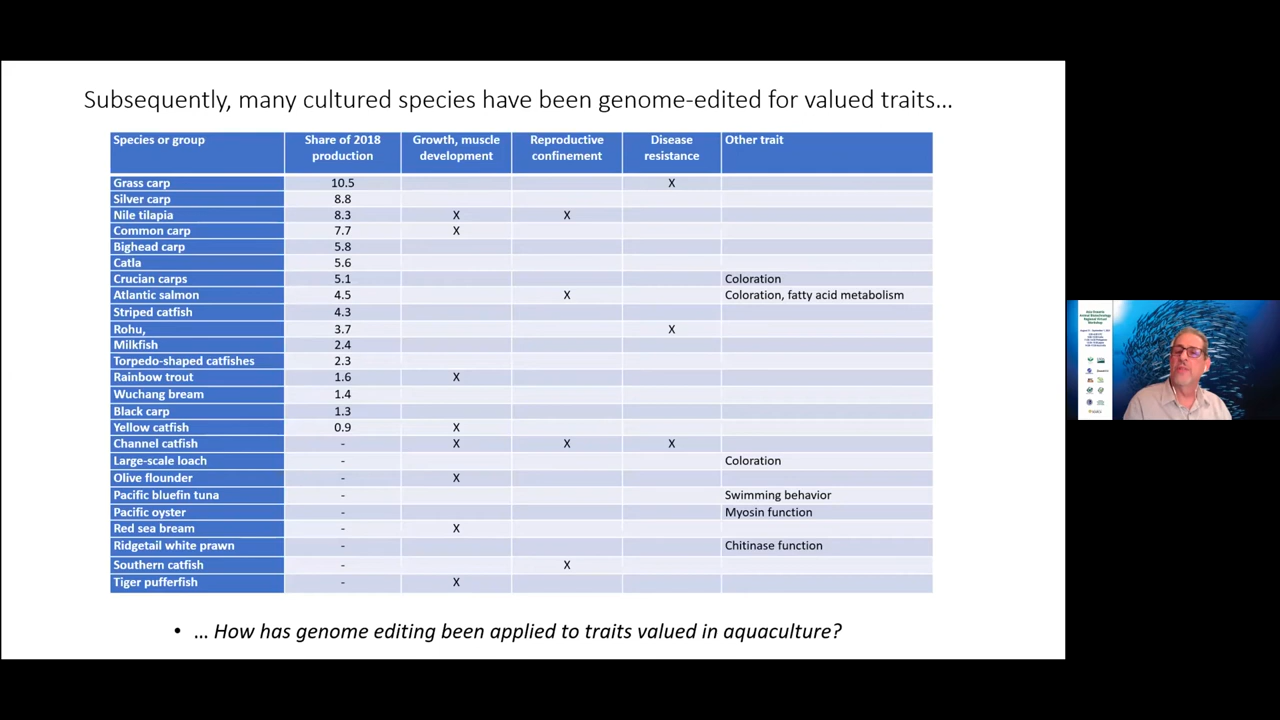 Subsequently, many cultured species have been genome-edited for valued traits...
Species or group Share of 2018 production Growth, muscle development Reproductive confinement Disease resistance Other trait
Grass carp 10.5 X
Silver carp 8.8
Nile tilapia 8.3 X X
Common carp 7.7 X
Bighead carp 5.8
Catla 5.6
Crucian carps 5.1 Coloration
Atlantic salmon 4.5 X Coloration, fatty acid metabolism
Striped catfish 4.3
Rohu, 3.7 X
Milkfish 2.4
Torpedo-shaped catfishes 2.3
Rainbow trout 1.6 X
Wuchang bream 1.4
Black carp 1.3
Yellow catfish 0.9 X
Channel catfish - X X X
Large-scale loach - Coloration
Olive flounder - X
Pacific bluefin tuna - Swimming behavior
Pacific oyster - Myosin function
Red sea bream - X
Ridgetail white prawn - Chitinase function
Southern catfish - X
Tiger pufferfish - X
• ... How has genome editing been applied to traits valued in aquaculture?
Animal Biotechnology
Regional Virtual
Workshop